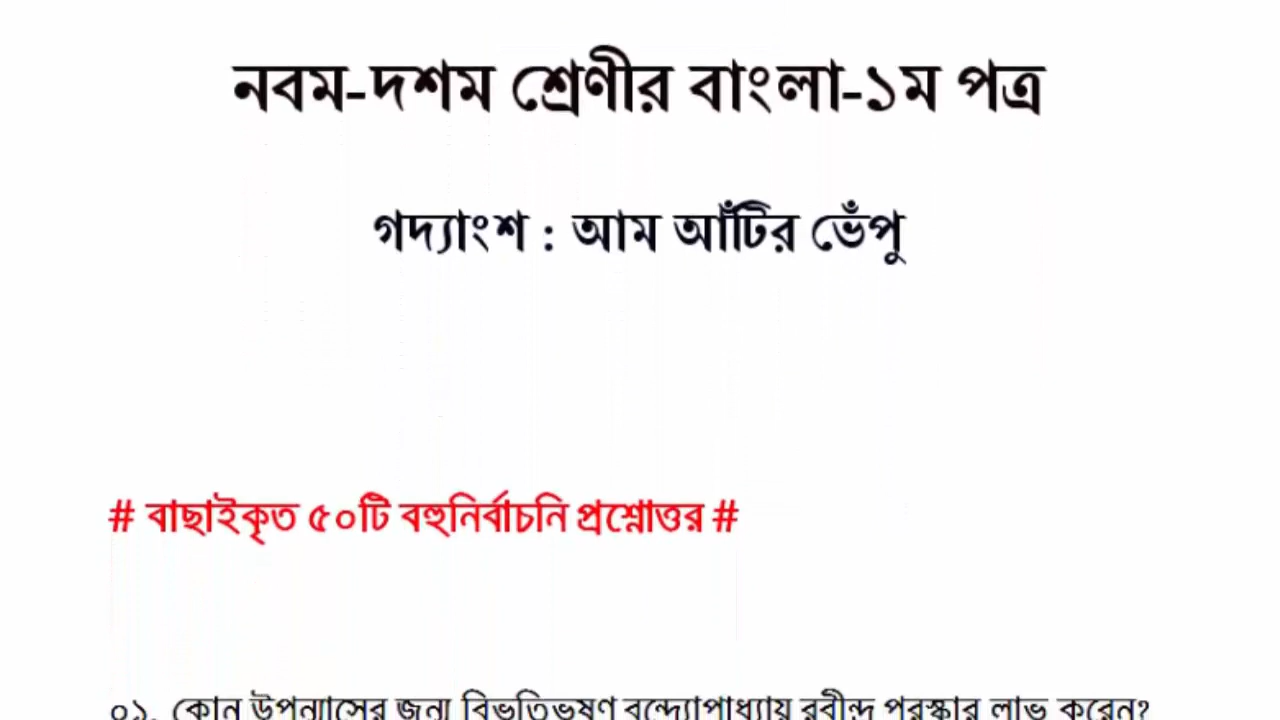 নবম-দশম শ্রেণীর বাংলা-১ম পত্র
গদ্যাংশ : আম আঁটির ভেঁপু
# বাছাইকৃত ৫০টি বহুনির্বাচনি প্রশ্নোত্তর #
০১. কোন উপন্যাসের জন্য বিভূতিভূষণ বন্দ্যোপাধ্যায় রবীন্দ্র পুরস্কার লাভ করেন?